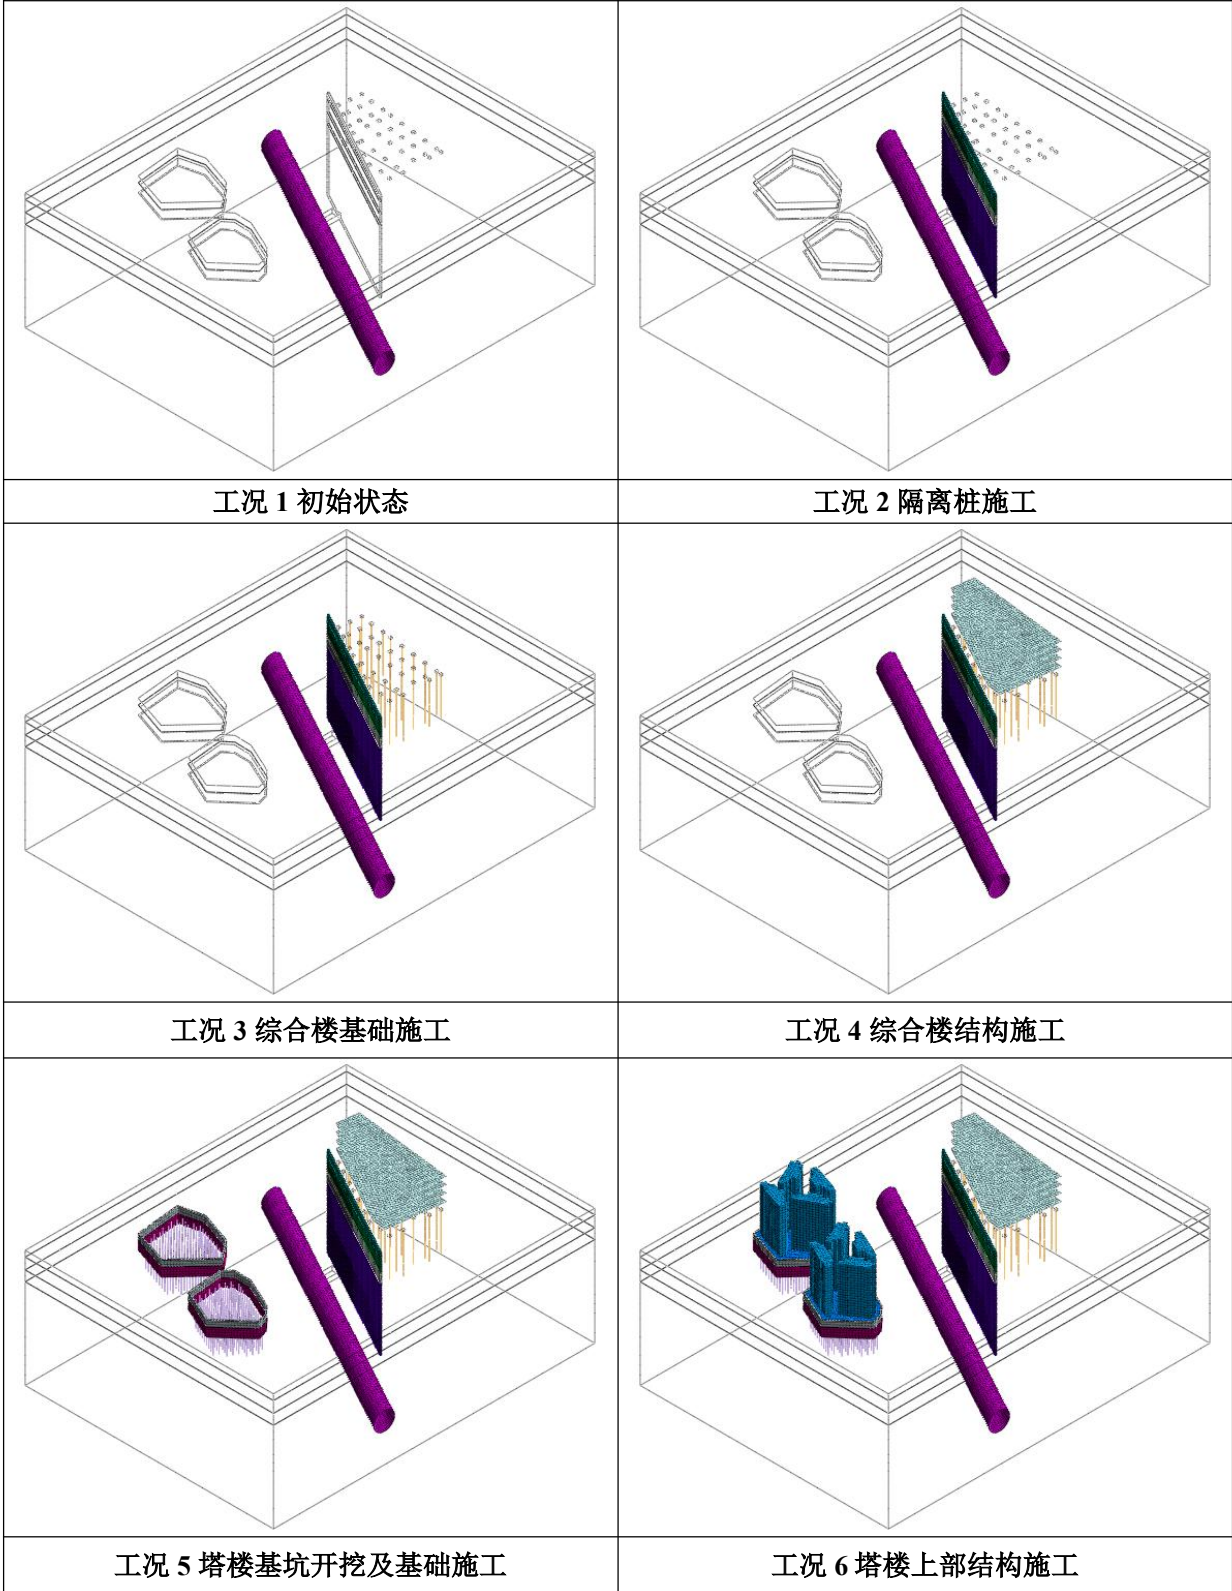 工况 1 初始状态
工况 2 隔离桩施工
工况 3 综合楼基础施工
工况 4 综合楼结构施工
工况 5 塔楼基坑开挖及基础施工
工况 6 塔楼上部结构施工